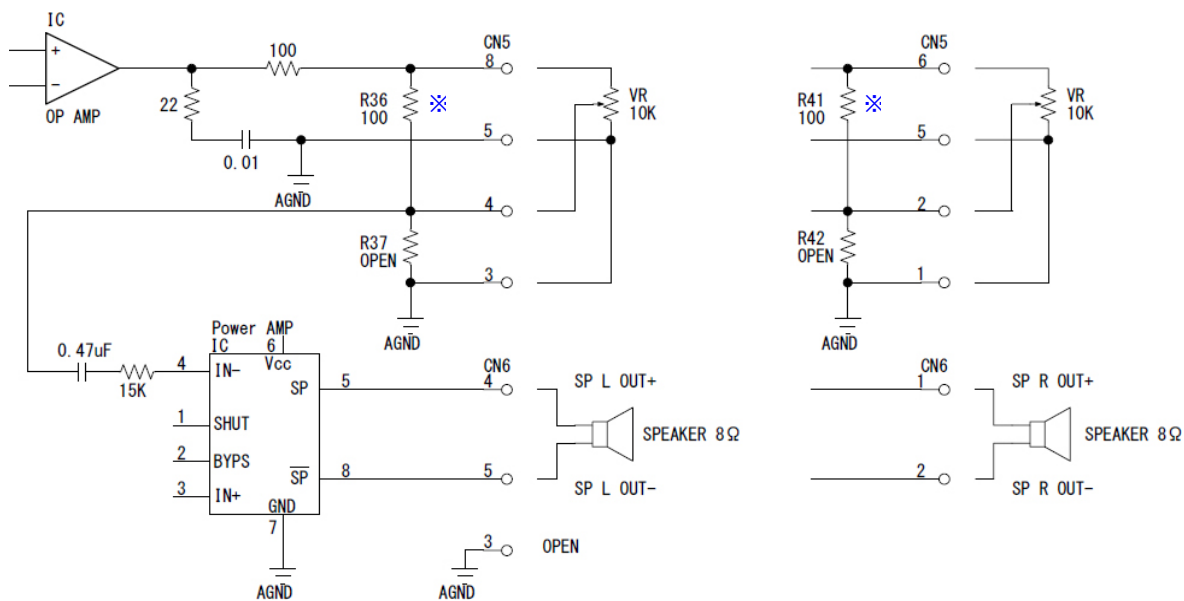 IC
+
-
OP AMP
100
22
0.01
AGND
R36
100
※
R37
OPEN
AGND
CN5
8
5
4
3
VR
10K
R41
100
※
R42
OPEN
AGND
CN5
6
5
2
1
VR
10K
0.47uF
15K
Power AMP
IC
6
Vcc
4 IN-
1 SHUT
2 BYPS
3 IN+
SP 5
SP 8
GND
7
AGND
CN6
4
5
3 OPEN
AGND
SP L OUT+
SPEAKER 8Ω
SP L OUT-
CN6
1
2
SP R OUT+
SPEAKER 8Ω
SP R OUT-